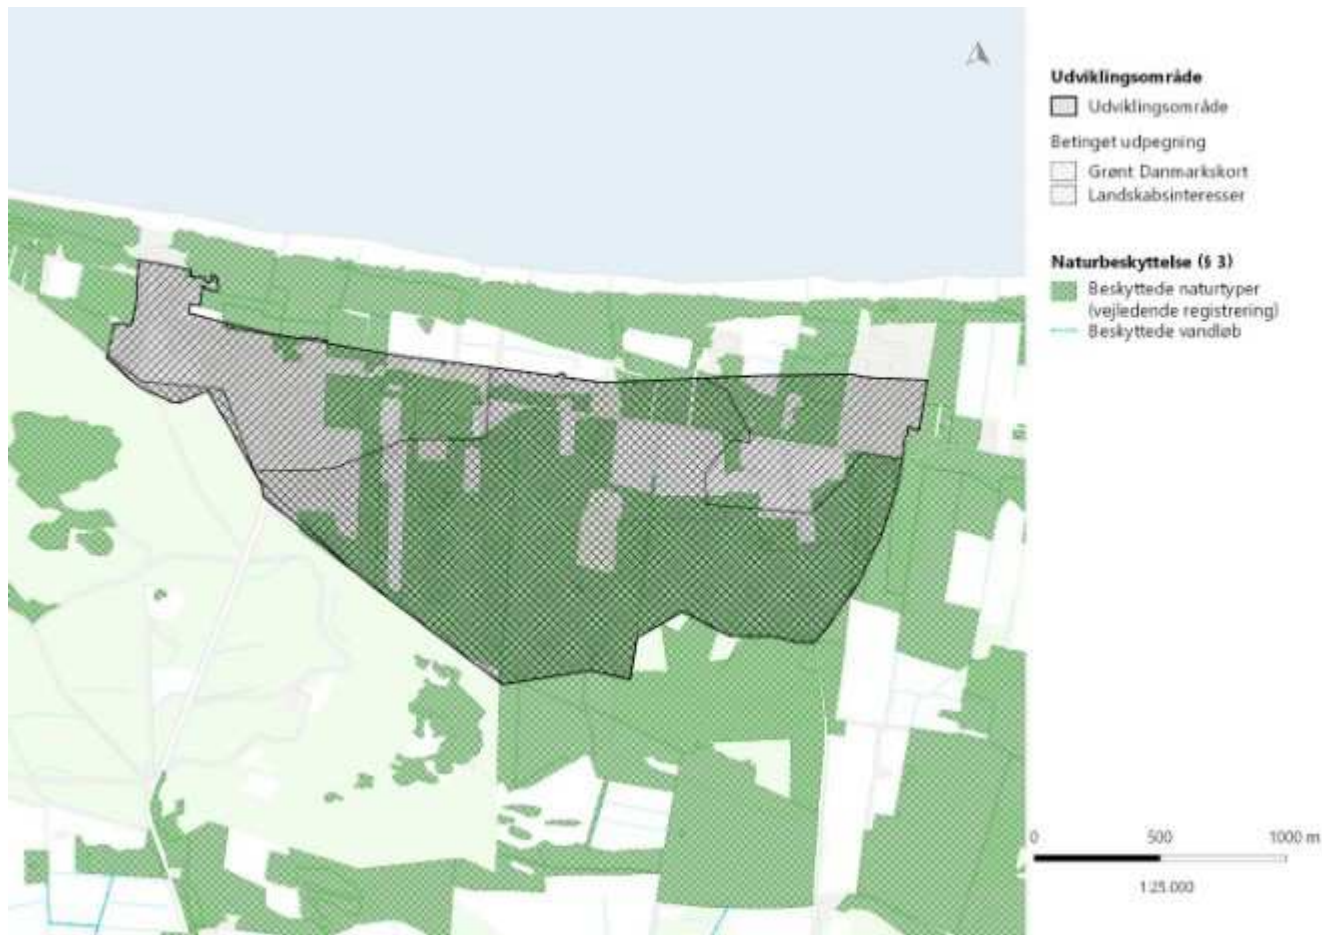 Udviklingsområde
Udviklingsområde
Betinget udpegning
Grønt Danmarkskort
Landskabsinteresser
Naturbeskyttelse (§ 3)
Beskyttede naturtyper
(vejledende registrering)
Beskyttede vandløb
0 500 1000 m
1:25.000